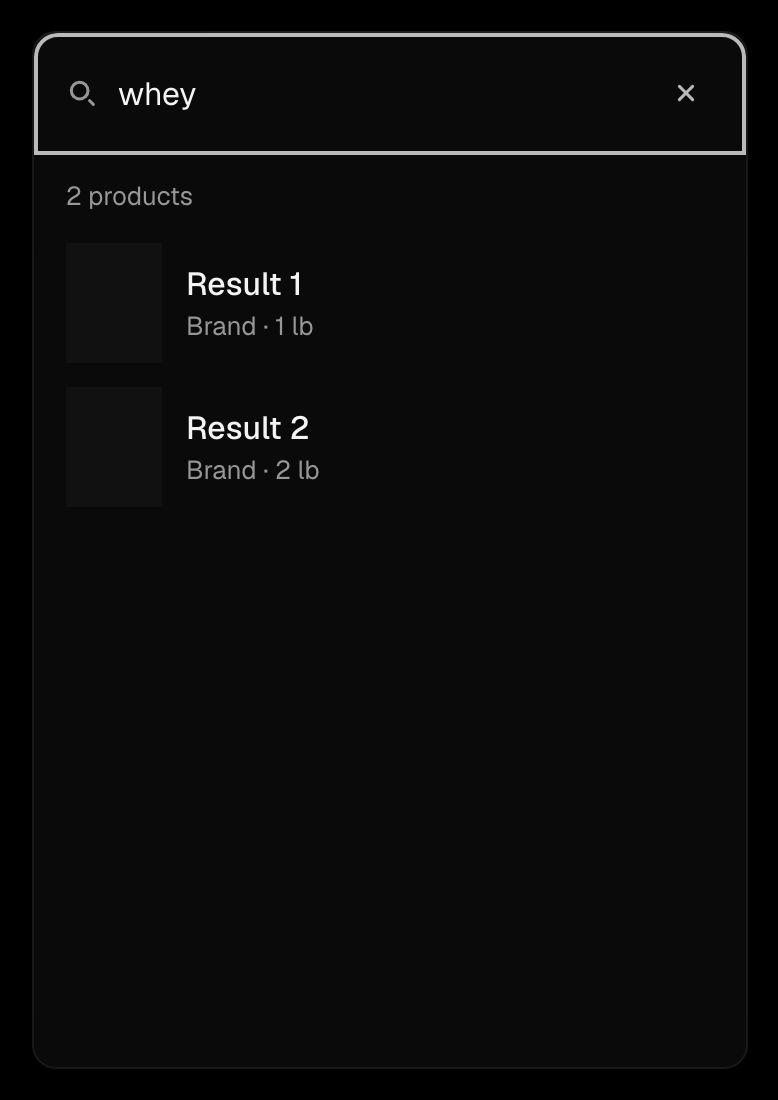 whey
2 products
Result 1
Brand · 1 lb
Result 2
Brand · 2 lb